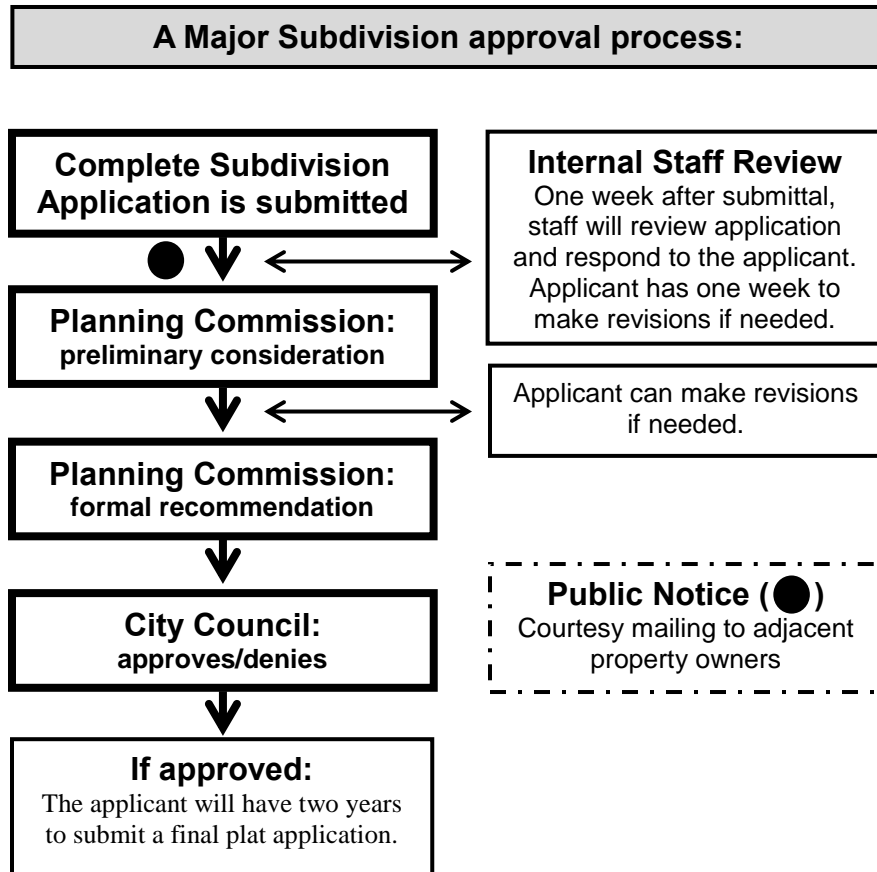 A Major Subdivision approval process:
Complete Subdivision
Application is submitted
Internal Staff Review
One week after submittal,
staff will review application
and respond to the applicant.
Applicant has one week to
make revisions if needed.
Planning Commission:
preliminary consideration
Applicant can make revisions
if needed.
Planning Commission:
formal recommendation
Public Notice (●)
Courtesy mailing to adjacent
property owners
City Council:
approves/denies
If approved:
The applicant will have two years
to submit a final plat application.